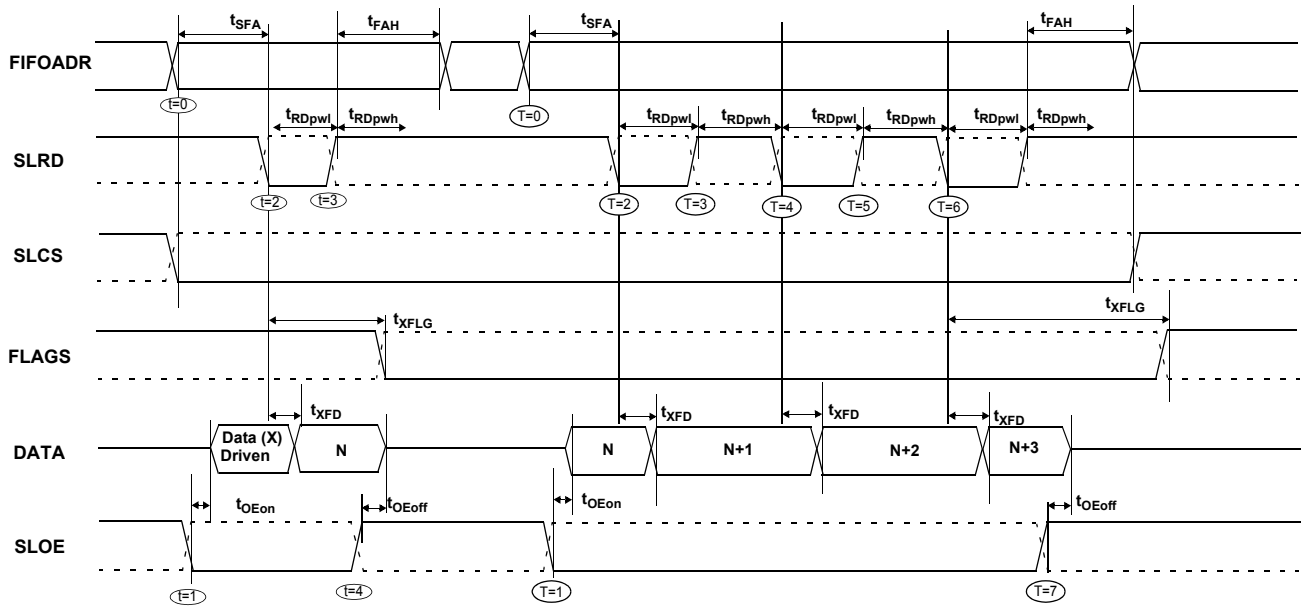 tSFA tFAH tSFA tFAH
FIFOADR
t=0 T=0
tRDpwl tRDpwh tRDpwl tRDpwh tRDpwl tRDpwh tRDpwl tRDpwh
SLRD
t=2 t=3 T=2 T=3 T=4 T=5 T=6
SLCS
tXFLG tXFLG
FLAGS
tXFD tXFD tXFD tXFD
DATA
Data (X)
Driven
N N N+1 N+2 N+3
tOEon tOEoff tOEon tOEoff
SLOE
t=1 t=4 T=1 T=7